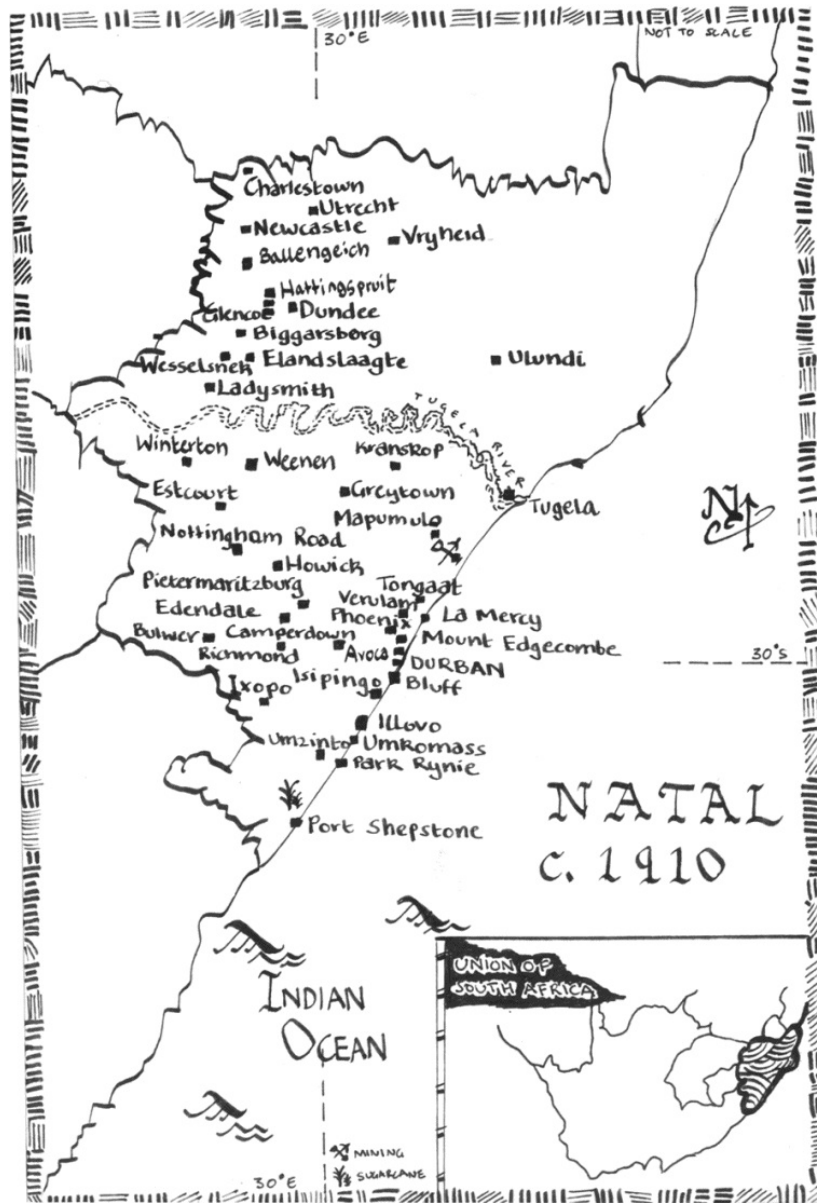 30°E
NOT TO SCALE
Charlestown
Utrecht
Newcastle
Vryheid
Ballengeich
Hattingspruit
Glencoe
Dundee
Biggarsborg
Wesselsnek
Elandslaagte
Ulundi
Ladysmith
TUGELA RIVER
Winterton
Weenen
Kranskop
Estcourt
Greytown
Tugela
Mapumulo
N
Nottingham Road
Howick
Pietermaritzburg
Tongaat
Verulam
Edendale
Phoenix
La Mercy
Bulwer
Camperdown
Mount Edgecombe
Richmond
Avoca
DURBAN
30°S
Isipingo
Bluff
Ixopo
Illovo
Umzinto
Umkomass
Park Rynie
Port Shepstone
NATAL
c. 1910
INDIAN
OCEAN
UNION OF
SOUTH AFRICA
MINING
SUGARCANE
30°E